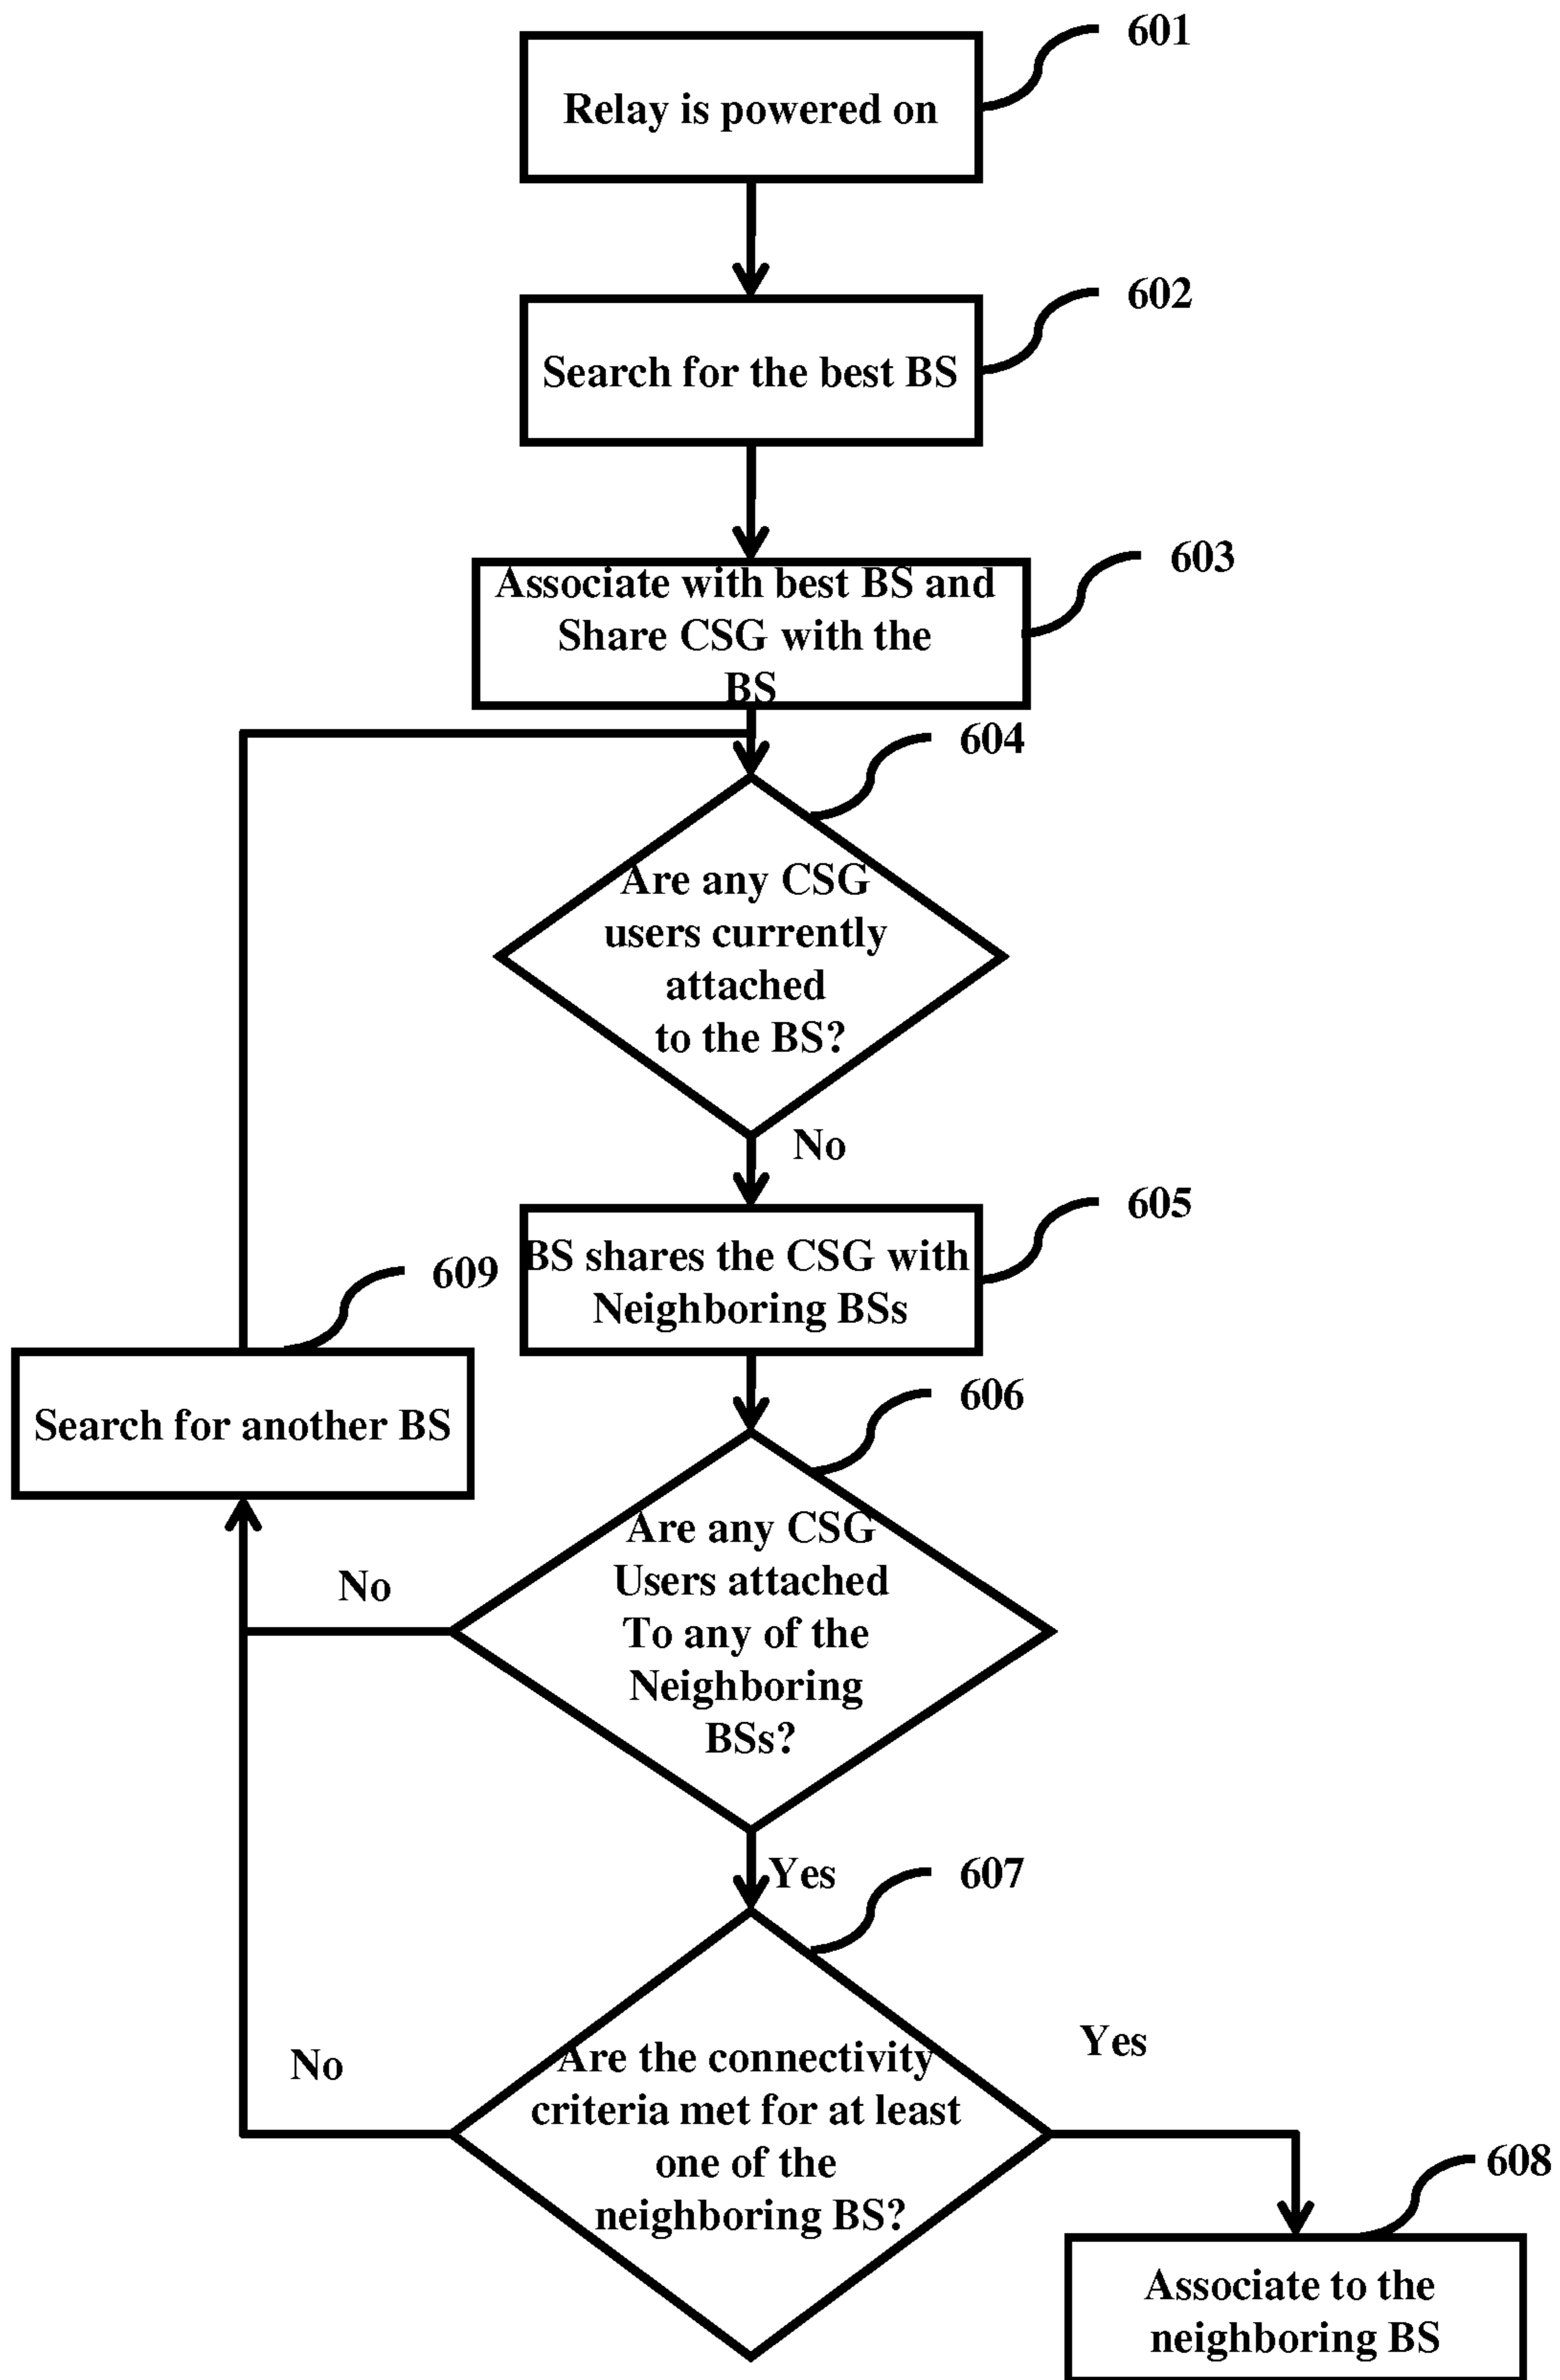 601
Relay is powered on
602
Search for the best BS
603
Associate with best BS and
Share CSG with the
BS
604
Are any CSG
users currently
attached
to the BS?
No
605
BS shares the CSG with
Neighboring BSs
609
Search for another BS
606
Are any CSG
Users attached
To any of the
Neighboring
BSs?
No
Yes
607
Are the connectivity
criteria met for at least
one of the
neighboring BS?
No
Yes
608
Associate to the
neighboring BS